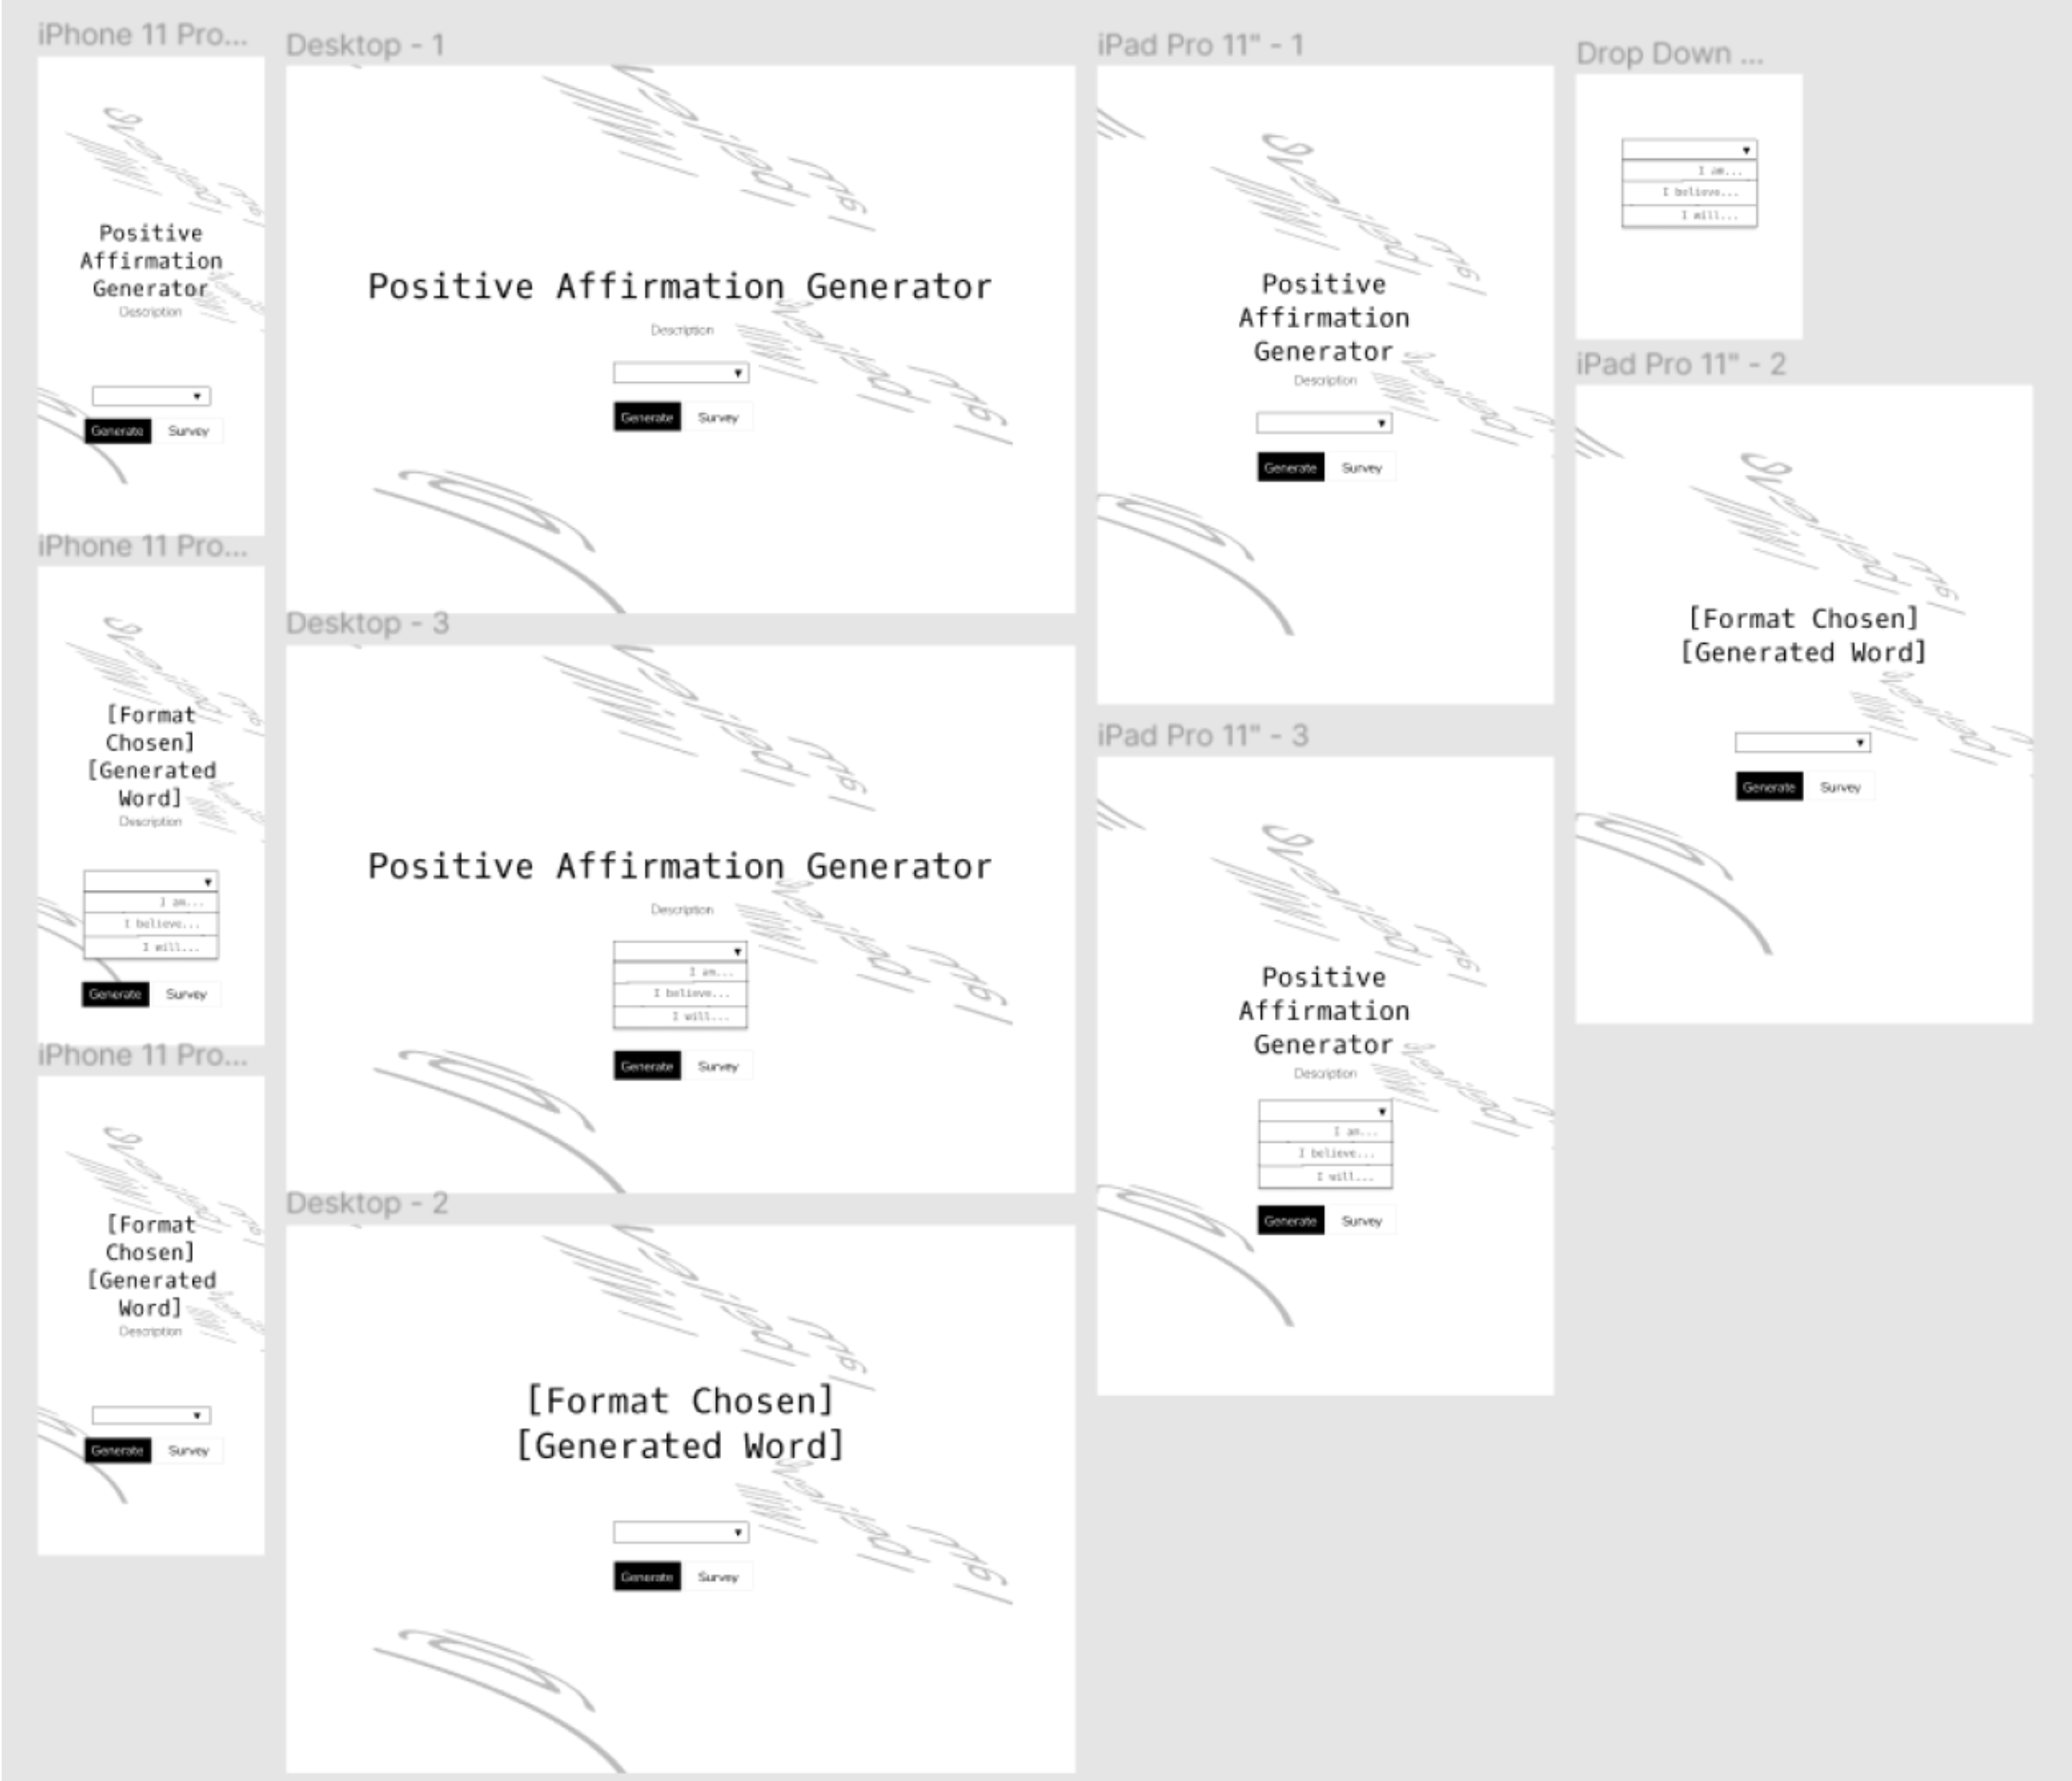 iPhone 11 Pro...
Positive
Affirmation
Generator
Description
Generate Survey
iPhone 11 Pro...
[Format
Chosen]
[Generated
Word]
Description
I am...
I believe...
I will...
Generate Survey
iPhone 11 Pro...
[Format
Chosen]
[Generated
Word]
Description
Generate Survey
Desktop - 1
Positive Affirmation Generator
Description
Generate Survey
Desktop - 3
Positive Affirmation Generator
Description
I am...
I believe...
I will...
Generate Survey
Desktop - 2
[Format Chosen]
[Generated Word]
Generate Survey
iPad Pro 11" - 1
Positive
Affirmation
Generator
Description
Generate Survey
iPad Pro 11" - 3
Positive
Affirmation
Generator
Description
I am...
I believe...
I will...
Generate Survey
Drop Down ...
I am...
I believe...
I will...
iPad Pro 11" - 2
[Format Chosen]
[Generated Word]
Generate Survey